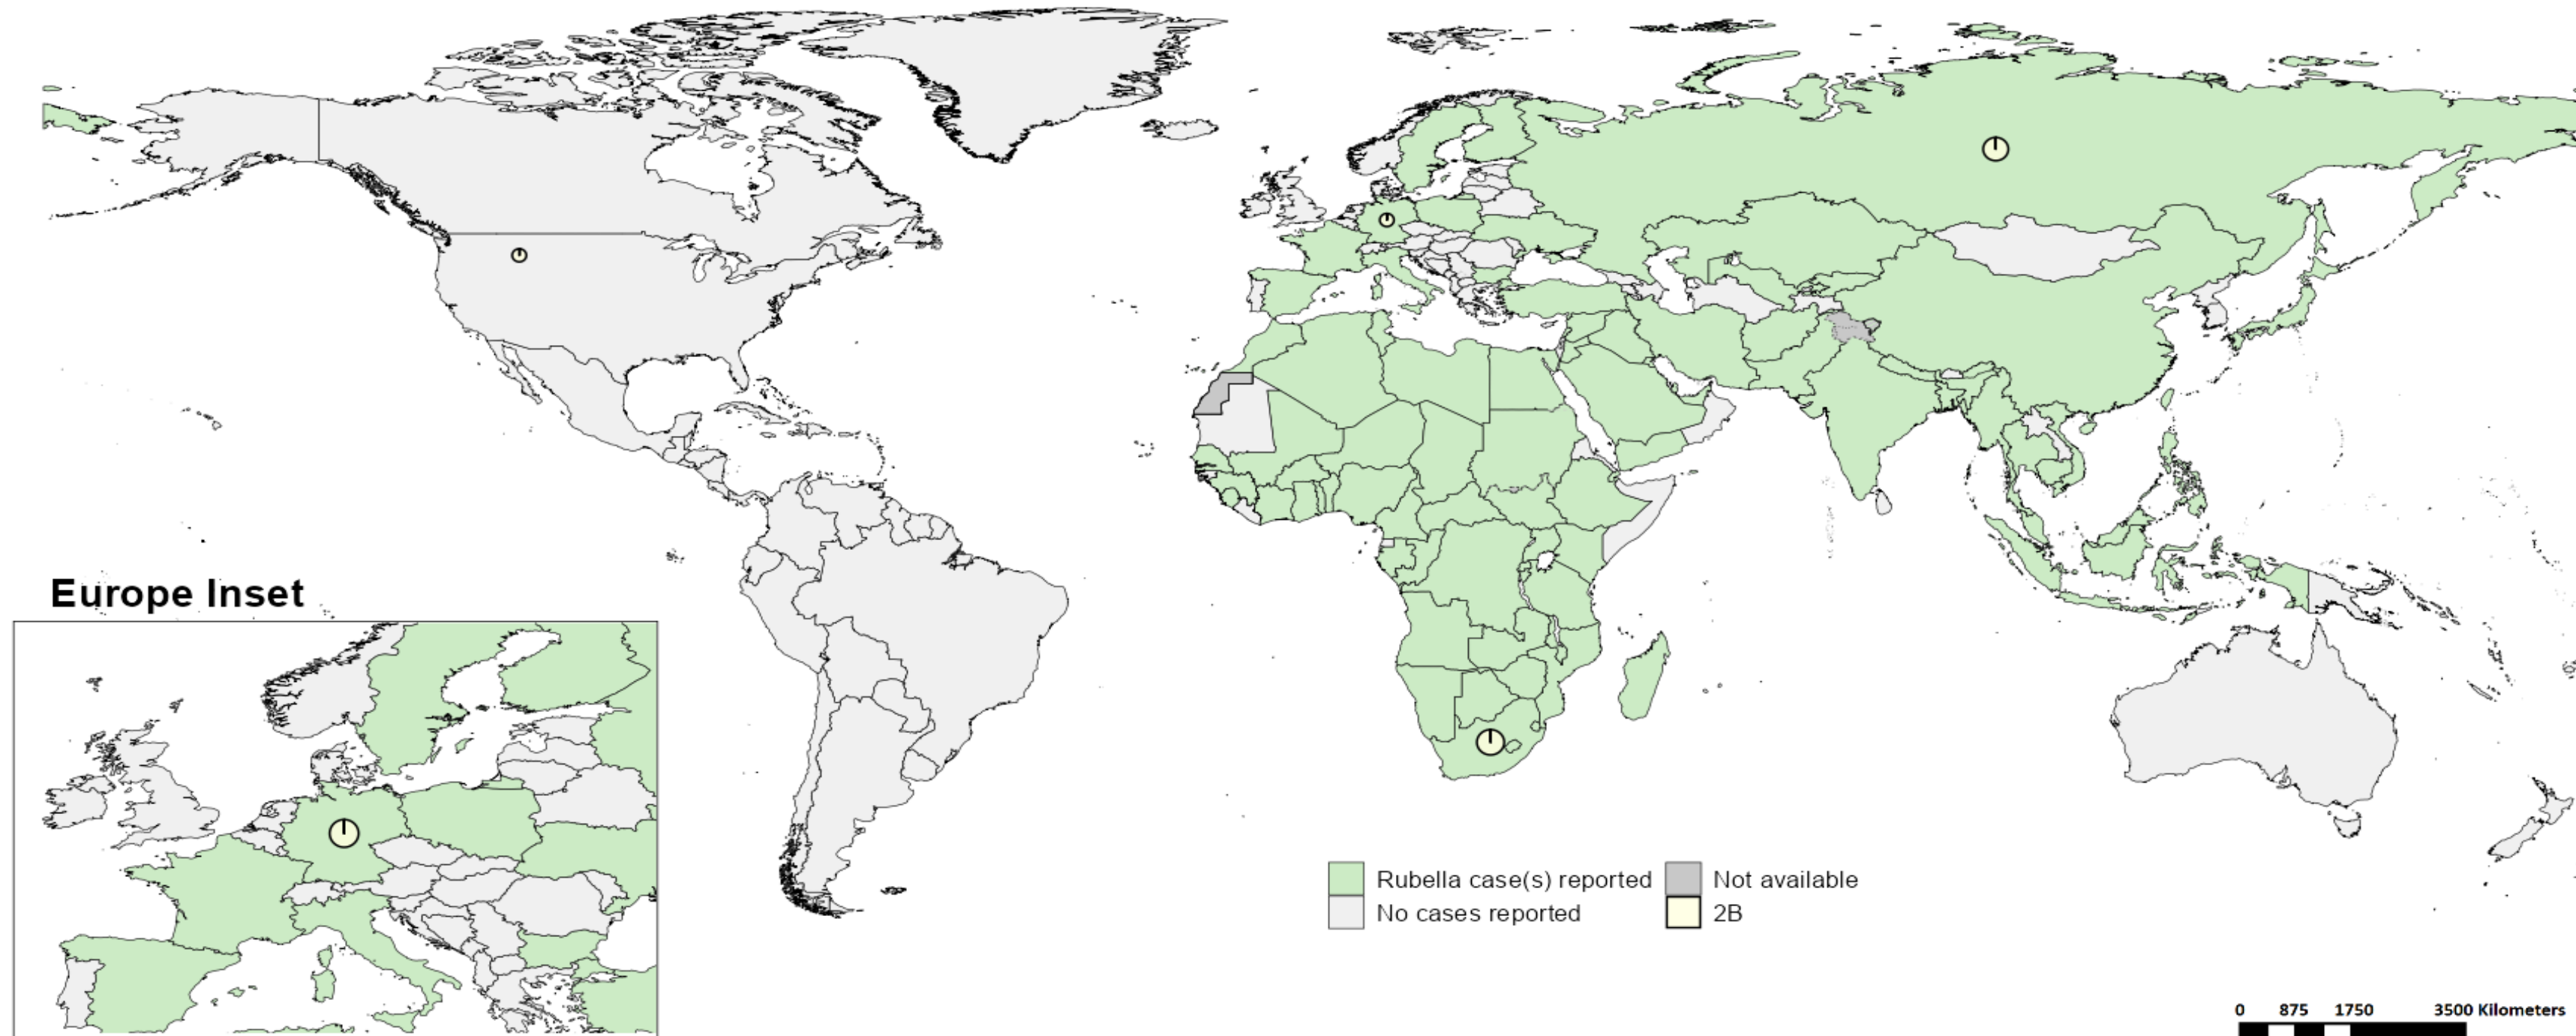 Europe Inset
Rubella case(s) reported
Not available
No cases reported
2B
0 875 1750 3500 Kilometers